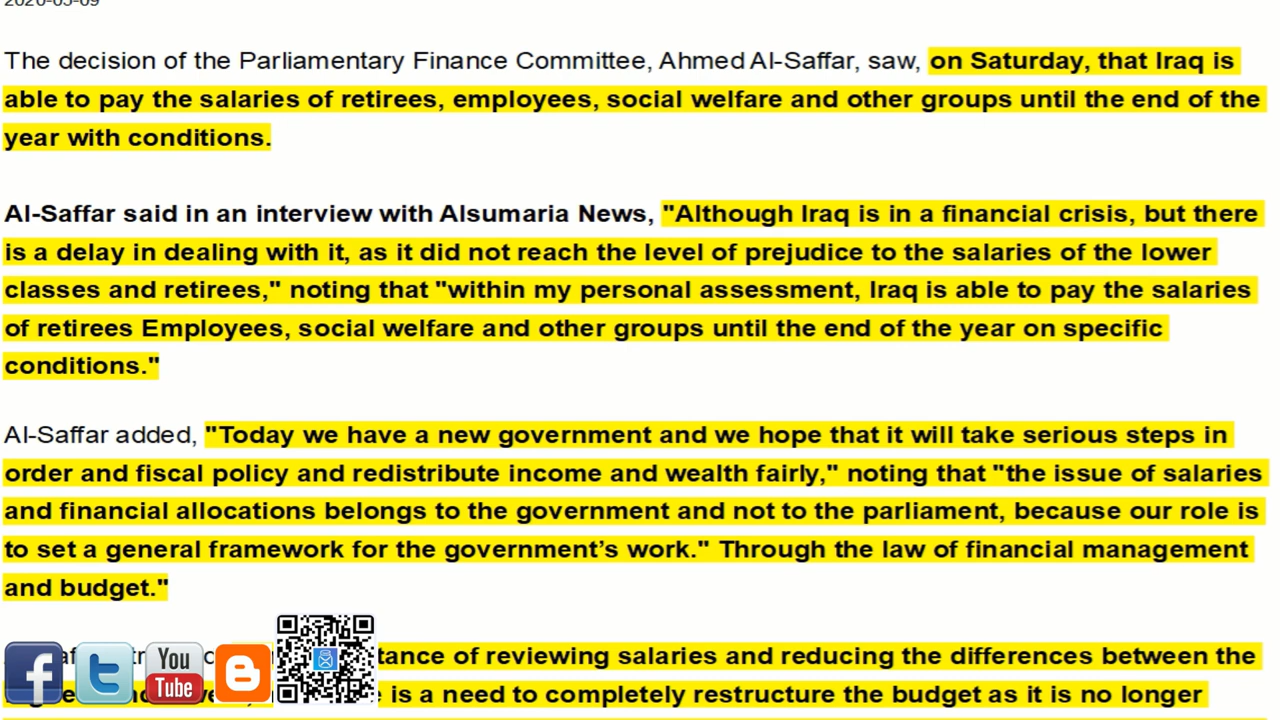 2020-05-09
The decision of the Parliamentary Finance Committee, Ahmed Al-Saffar, saw, on Saturday, that Iraq is
able to pay the salaries of retirees, employees, social welfare and other groups until the end of the
year with conditions.
Al-Saffar said in an interview with Alsumaria News, "Although Iraq is in a financial crisis, but there
is a delay in dealing with it, as it did not reach the level of prejudice to the salaries of the lower
classes and retirees," noting that "within my personal assessment, Iraq is able to pay the salaries
of retirees Employees, social welfare and other groups until the end of the year on specific
conditions."
Al-Saffar added, "Today we have a new government and we hope that it will take serious steps in
order and fiscal policy and redistribute income and wealth fairly," noting that "the issue of salaries
and financial allocations belongs to the government and not to the parliament, because our role is
to set a general framework for the government’s work." Through the law of financial management
and budget."
tance of reviewing salaries and reducing the differences between the
is a need to completely restructure the budget as it is no longer
You
Tube